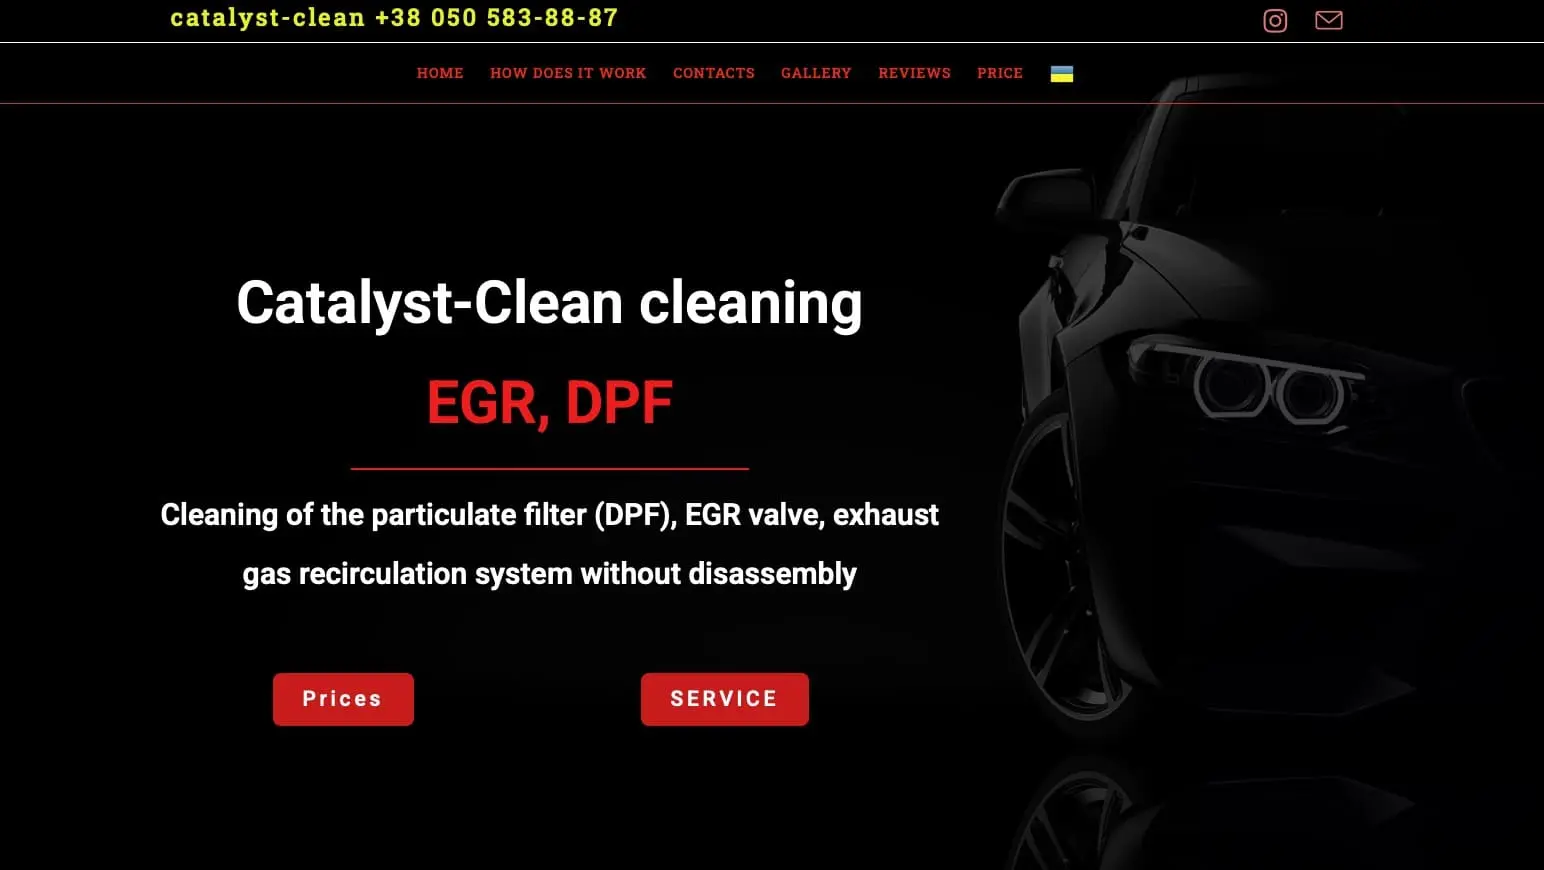 catalyst-clean +38 050 583-88-87
HOME HOW DOES IT WORK CONTACTS GALLERY REVIEWS PRICE
Catalyst-Clean cleaning
EGR, DPF
Cleaning of the particulate filter (DPF), EGR valve, exhaust
gas recirculation system without disassembly
Prices SERVICE